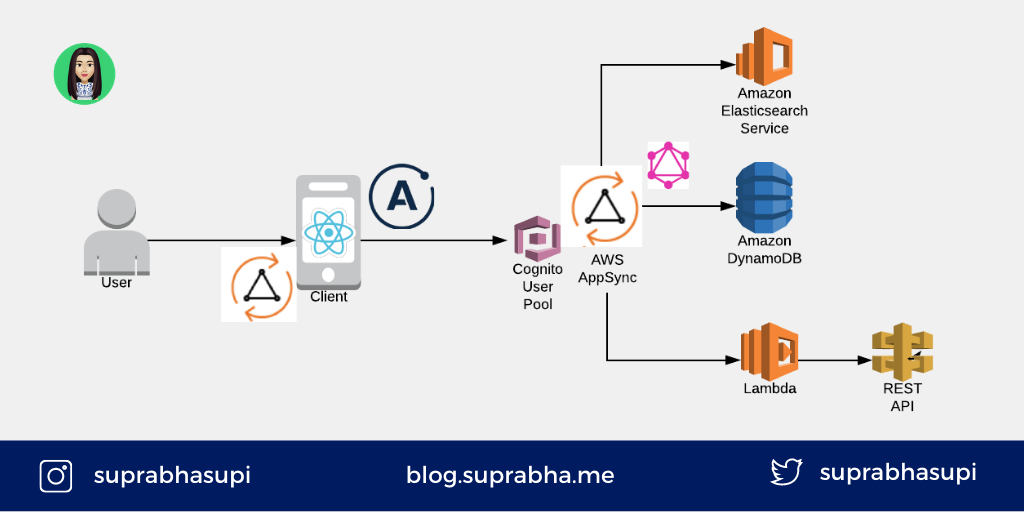 Amazon
Elasticsearch
Service
User
Client
Cognito
User
Pool
AWS
AppSync
Amazon
DynamoDB
Lambda
REST
API
suprabhasupi
blog.suprabha.me
suprabhasupi